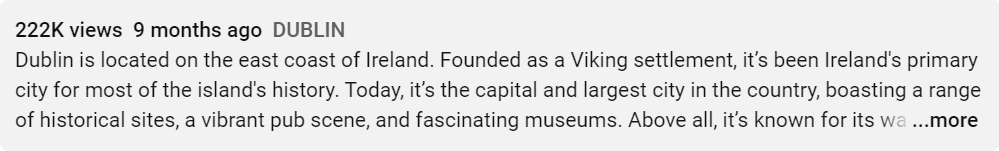 222K views 9 months ago DUBLIN
Dublin is located on the east coast of Ireland. Founded as a Viking settlement, it’s been Ireland's primary
city for most of the island's history. Today, it’s the capital and largest city in the country, boasting a range
of historical sites, a vibrant pub scene, and fascinating museums. Above all, it’s known for its wa ...more